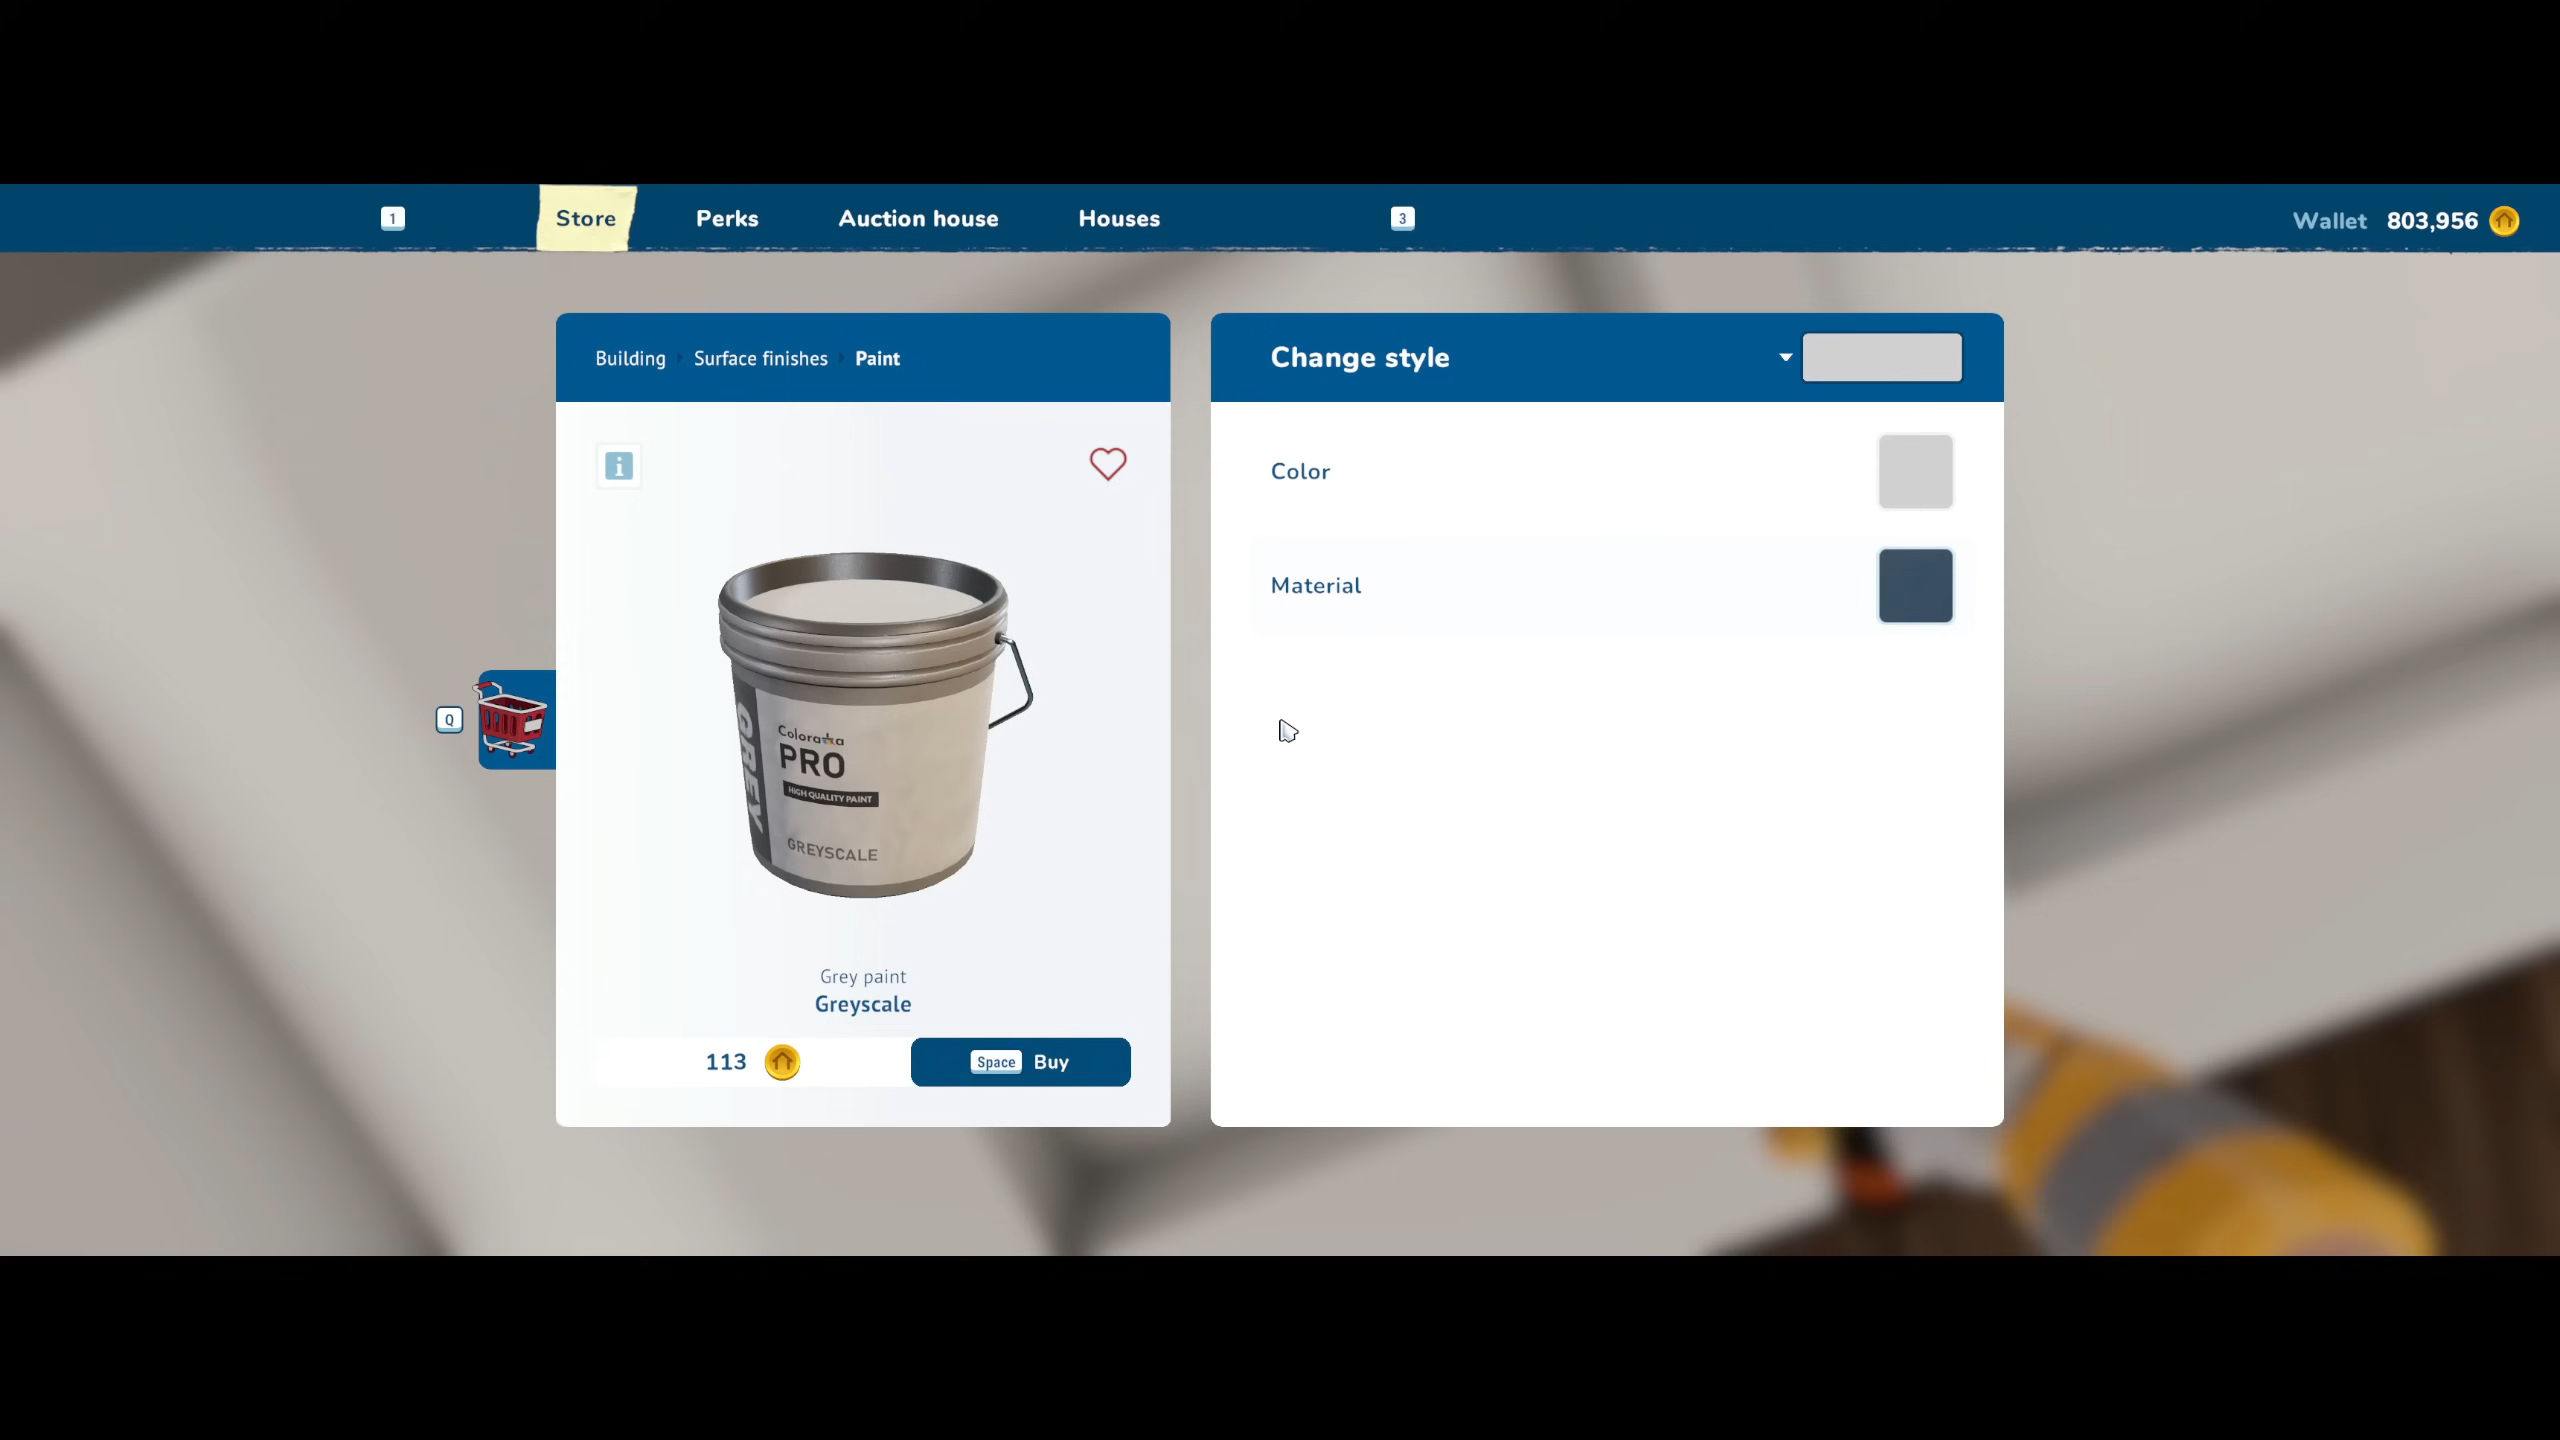 1
Store
Perks
Auction house
Houses
3
Wallet 803,956
Building Surface finishes Paint
Change style
i
Color
Material
Q
GREY
Coloratka
PRO
HIGH QUALITY PAINT
GREYSCALE
Grey paint
Greyscale
113
Space Buy